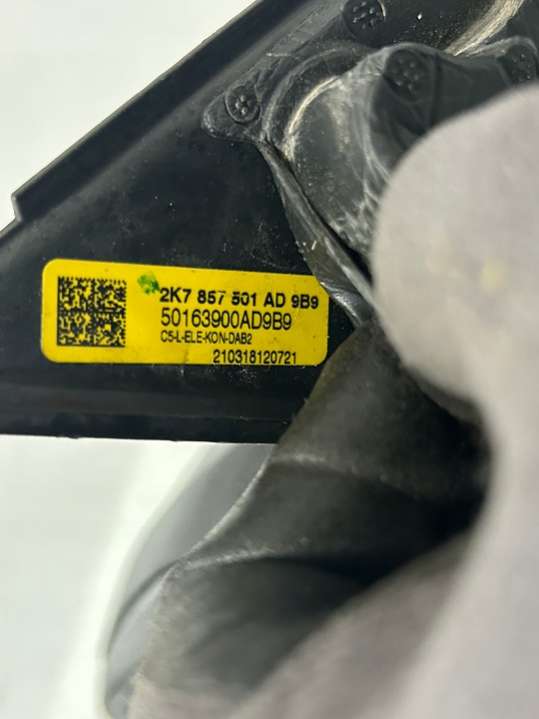 2K7 857 501 AD 9B9
50163900AD9B9
C5-L-ELE-KON-DAB2
210318120721